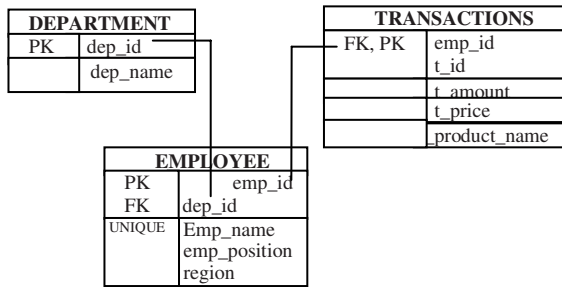 DEPARTMENT
PK dep_id
dep_name
TRANSACTIONS
FK, PK emp_id
t_id
t_amount
t_price
_product_name
EMPLOYEE
PK emp_id
FK dep_id
UNIQUE Emp_name
emp_position
region